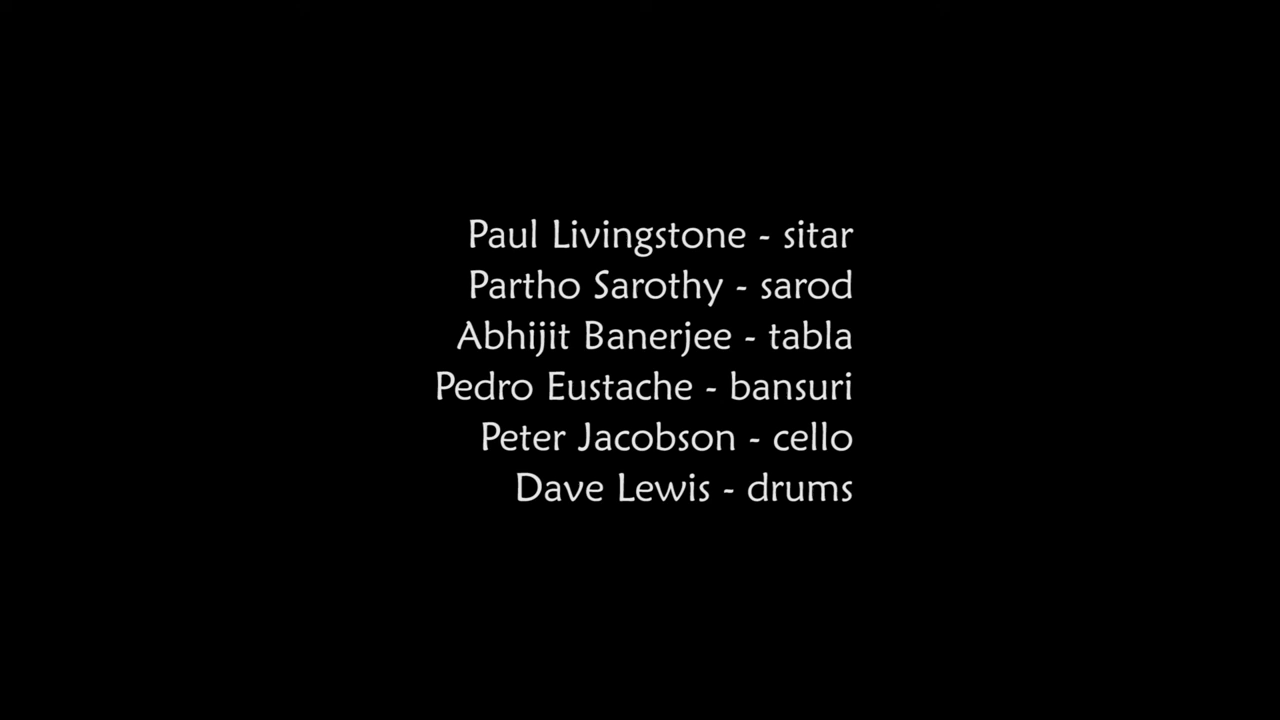 Paul Livingstone - sitar
Partho Sarothy - sarod
Abhijit Banerjee - tabla
Pedro Eustache - bansuri
Peter Jacobson - cello
Dave Lewis - drums